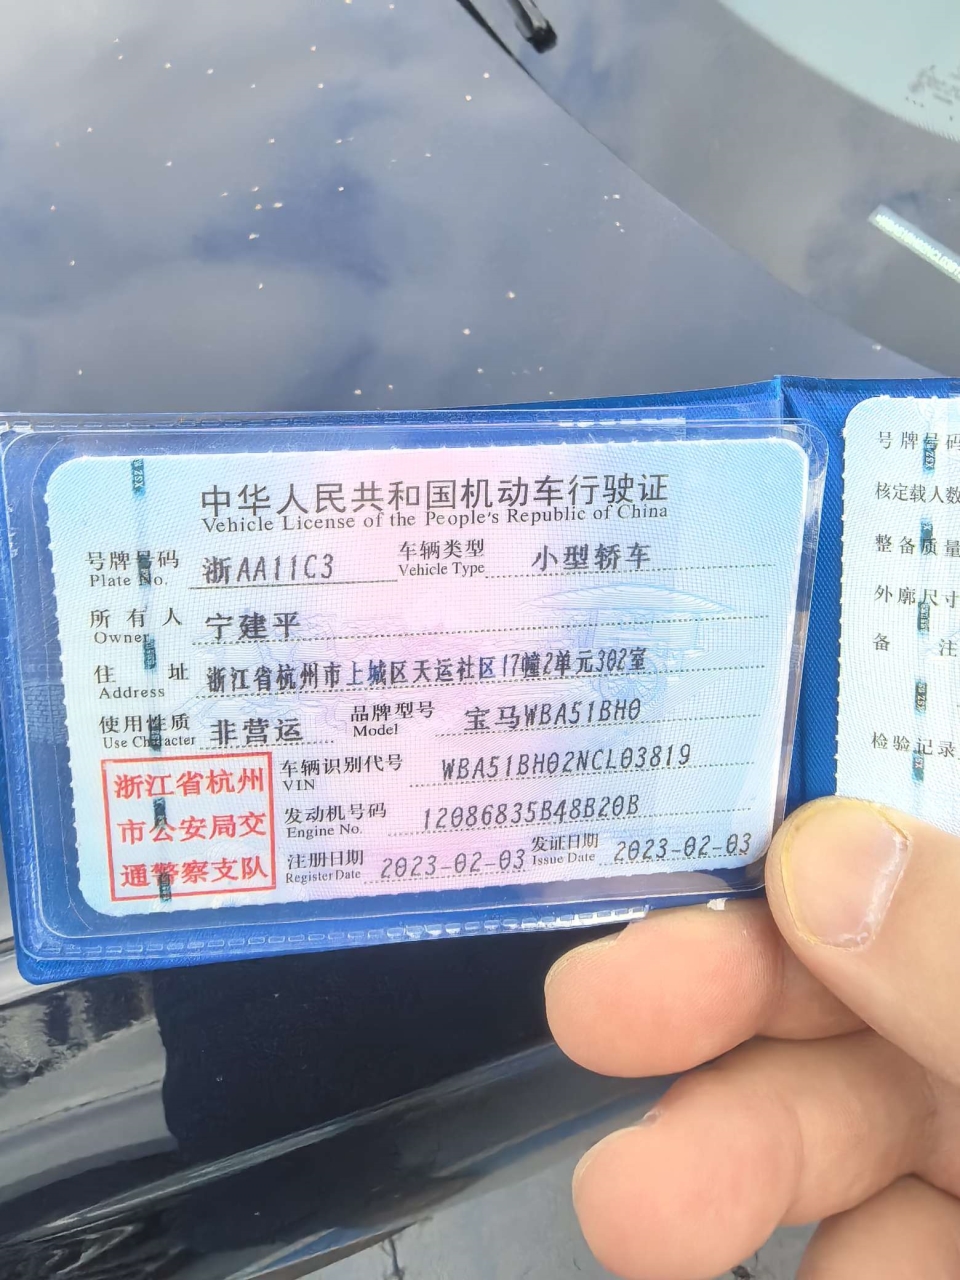 中华人民共和国机动车行驶证
Vehicle License of the People's Republic of China
号牌号码 浙AA11C3 车辆类型 小型轿车
Plate No. Vehicle Type
所有人 宁建平
Owner
住址 浙江省杭州市上城区天运社区17幢2单元302室
Address
使用性质 非营运 品牌型号 宝马WBA51BH0
Use Character Model
浙江省杭州
市公安局交
通警察支队
车辆识别代号 WBA51BH02NCL03819
VIN
发动机号码 12086835B48B20B
Engine No.
注册日期 2023-02-03 发证日期 2023-02-03
Register Date Issue Date
号牌号码
核定载人数
整备质量
外廓尺寸
备注
检验记录